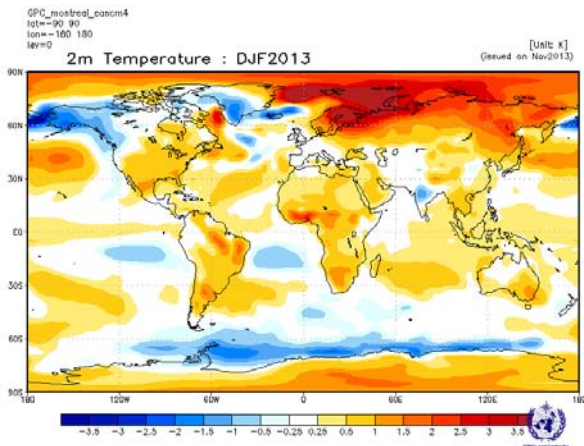 GPC_montreal_cancm4
lat=-90 90
lon=-180 180
lev=0
[Unit: K]
2m Temperature : DJF2013
(issued on Nov2013)
90N
60N
30N
EQ
30S
60S
90S
180 120W 60W 0 60E 120E 180
-3.5 -3 -2.5 -2 -1.5 -1 -0.5 -0.25 0.25 0.5 1 1.5 2 2.5 3 3.5